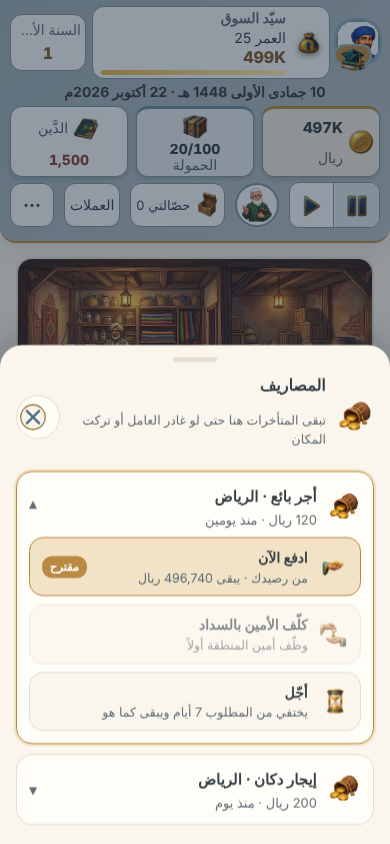 سيّد السوق
العمر 25
499K
السنة الأ...
1
10 جمادى الأولى 1448 هـ · 22 أكتوبر 2026م
497K
ريال
20/100
الحمولة
الدَّين
1,500
حصّالتي 0
العملات
...
المصاريف
تبقى المتأخرات هنا حتى لو غادر العامل أو تركت
المكان
أجر بائع · الرياض
120 ريال · منذ يومين
ادفع الآن
من رصيدك · يبقى 496,740 ريال
مقترح
كلّف الأمين بالسداد
وظّف أمين المنطقة أولاً
أجّل
يختفي من المطلوب 7 أيام ويبقى كما هو
إيجار دكان · الرياض
200 ريال · منذ يوم